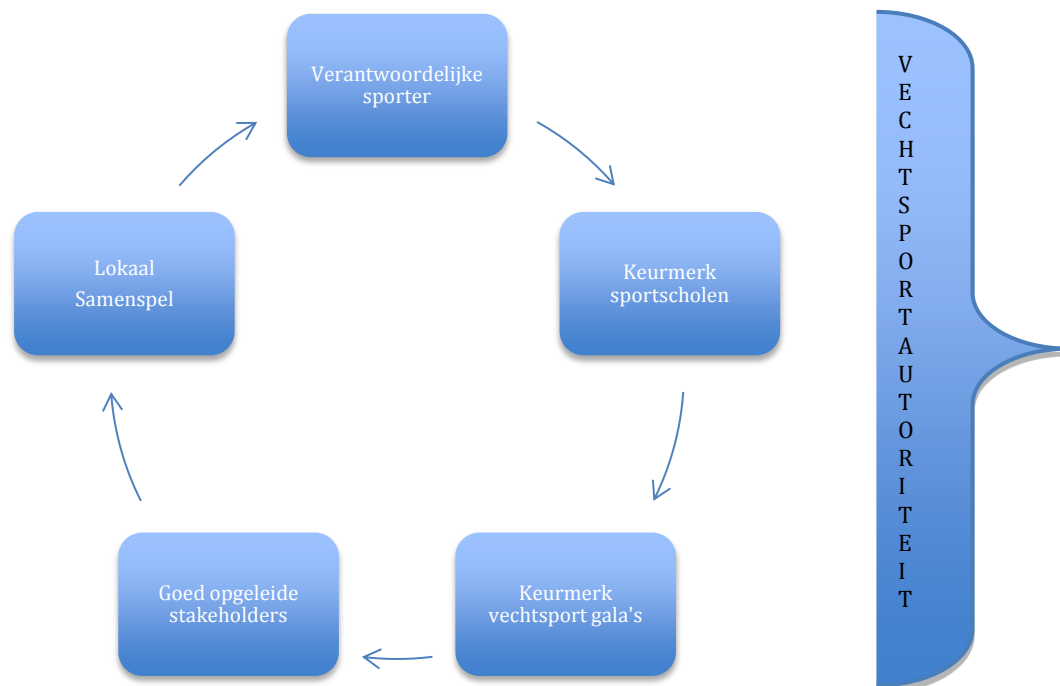 Verantwoordelijke
sporter
Lokaal
Samenspel
Keurmerk
sportscholen
Goed opgeleide
stakeholders
Keurmerk
vechtsport gala's
V
E
C
H
T
S
P
O
R
T
A
U
T
O
R
I
T
E
I
T